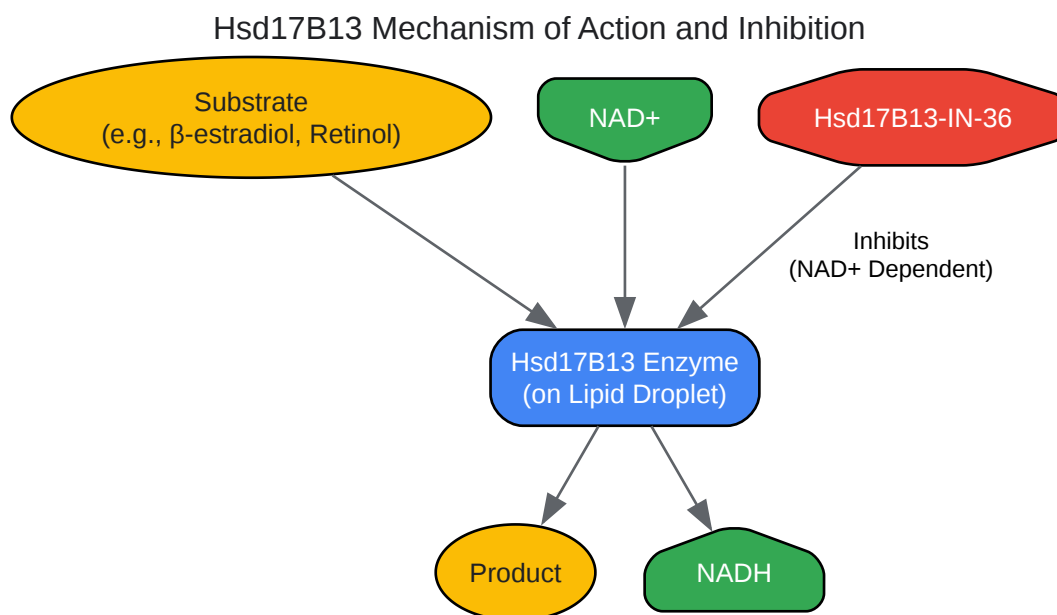 Hsd17B13 Mechanism of Action and Inhibition
Substrate
(e.g., β-estradiol, Retinol)
NAD+
Hsd17B13-IN-36
Inhibits
(NAD+ Dependent)
Hsd17B13 Enzyme
(on Lipid Droplet)
Product
NADH